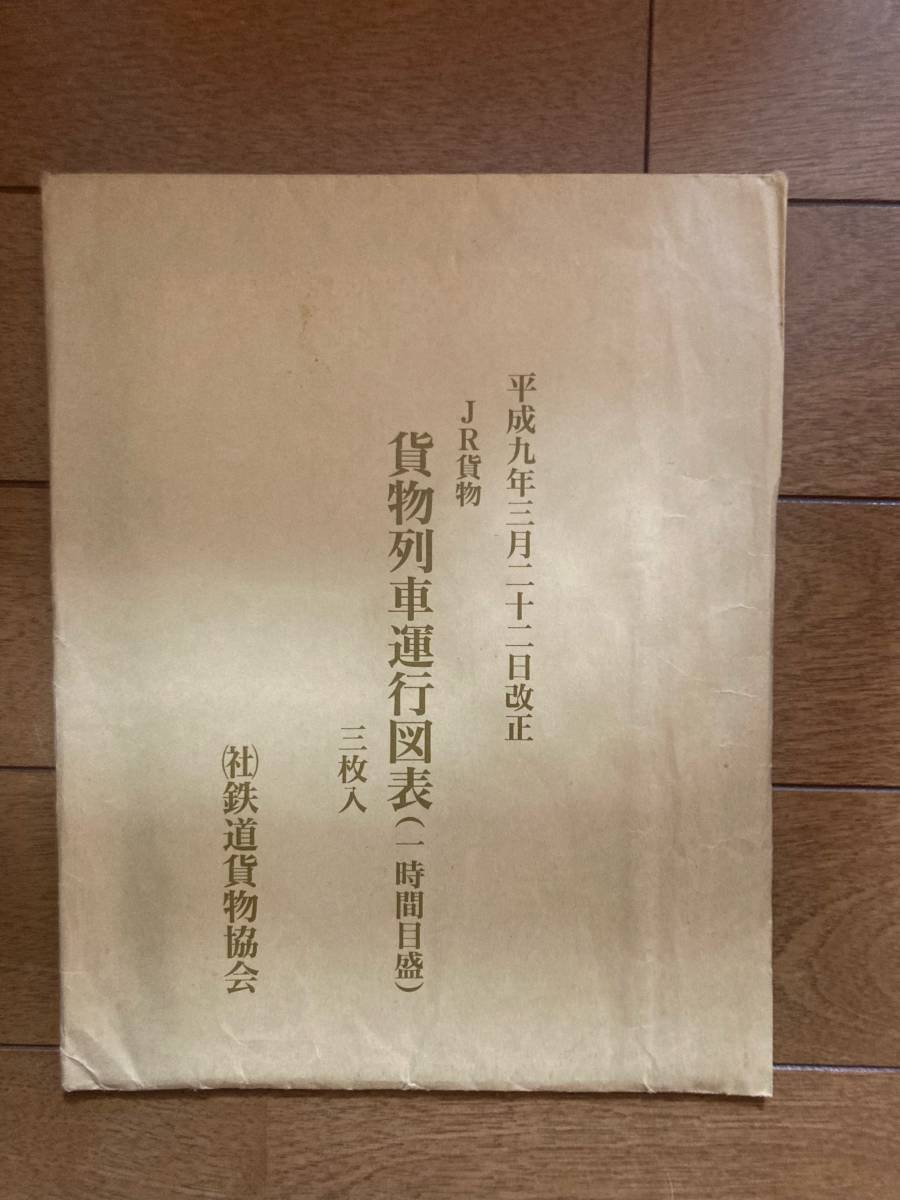 平成九年三月二十二日改正
JR貨物
貨物列車運行図表(一時間目盛)
三枚入
㈳鉄道貨物協会